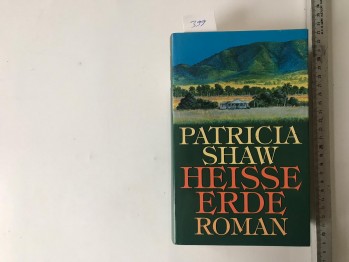 PATRICIA
SHAW
HEISSE
ERDE
ROMAN